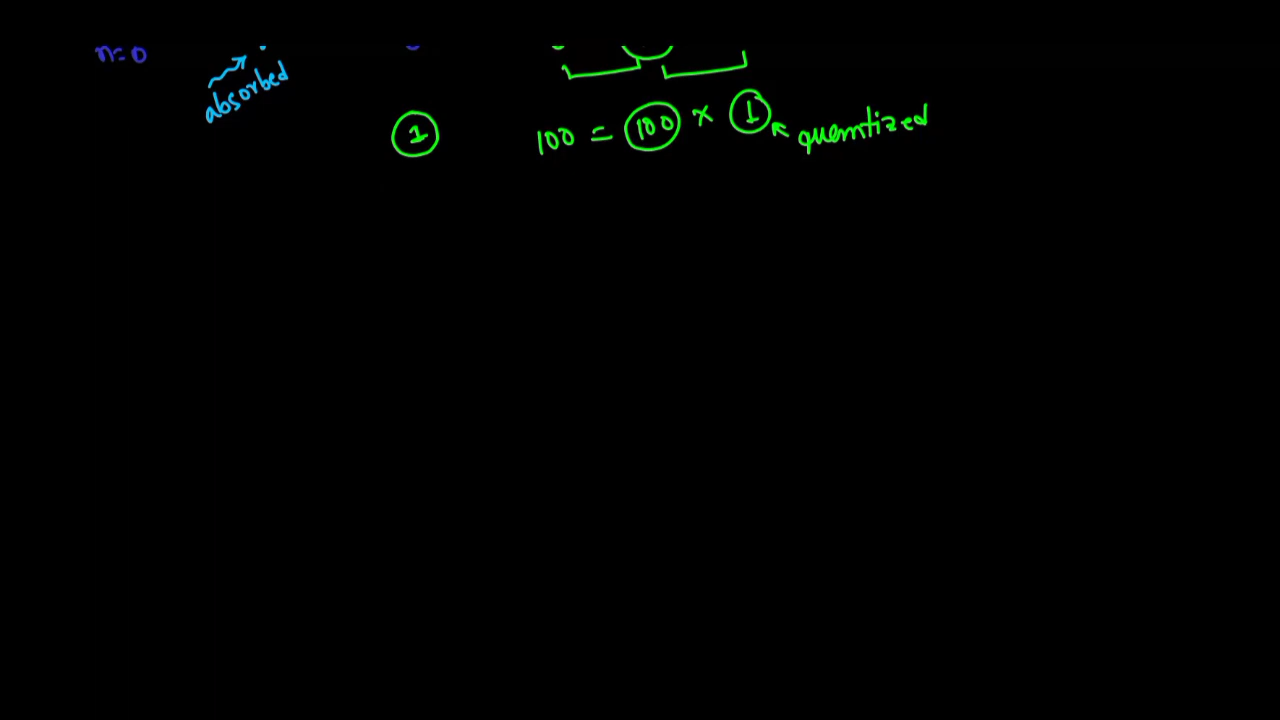 n=0
absorbed
1 100 = 100 × 1 quantized